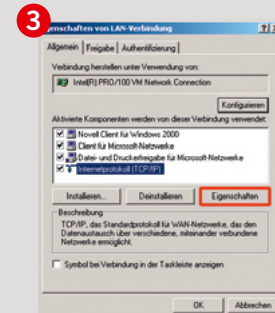 3
Eigenschaften von LAN-Verbindung
Allgemein Freigabe Authentifizierung
Verbindung herstellen unter Verwendung von:
Intel(R) PRO/100 VM Network Connection
Konfigurieren
Aktivierte Komponenten werden von dieser Verbindung verwendet:
Novell Client für Windows 2000
Client für Microsoft-Netzwerke
Datei- und Druckerfreigabe für Microsoft-Netzwerke
Internetprotokoll (TCP/IP)
Installieren... Deinstallieren Eigenschaften
Beschreibung
TCP/IP, das Standardprotokoll für WAN-Netzwerke, das den
Datenaustausch über verschiedene, miteinander verbundene
Netzwerke ermöglicht.
Symbol bei Verbindung in der Taskleiste anzeigen
OK Abbrechen